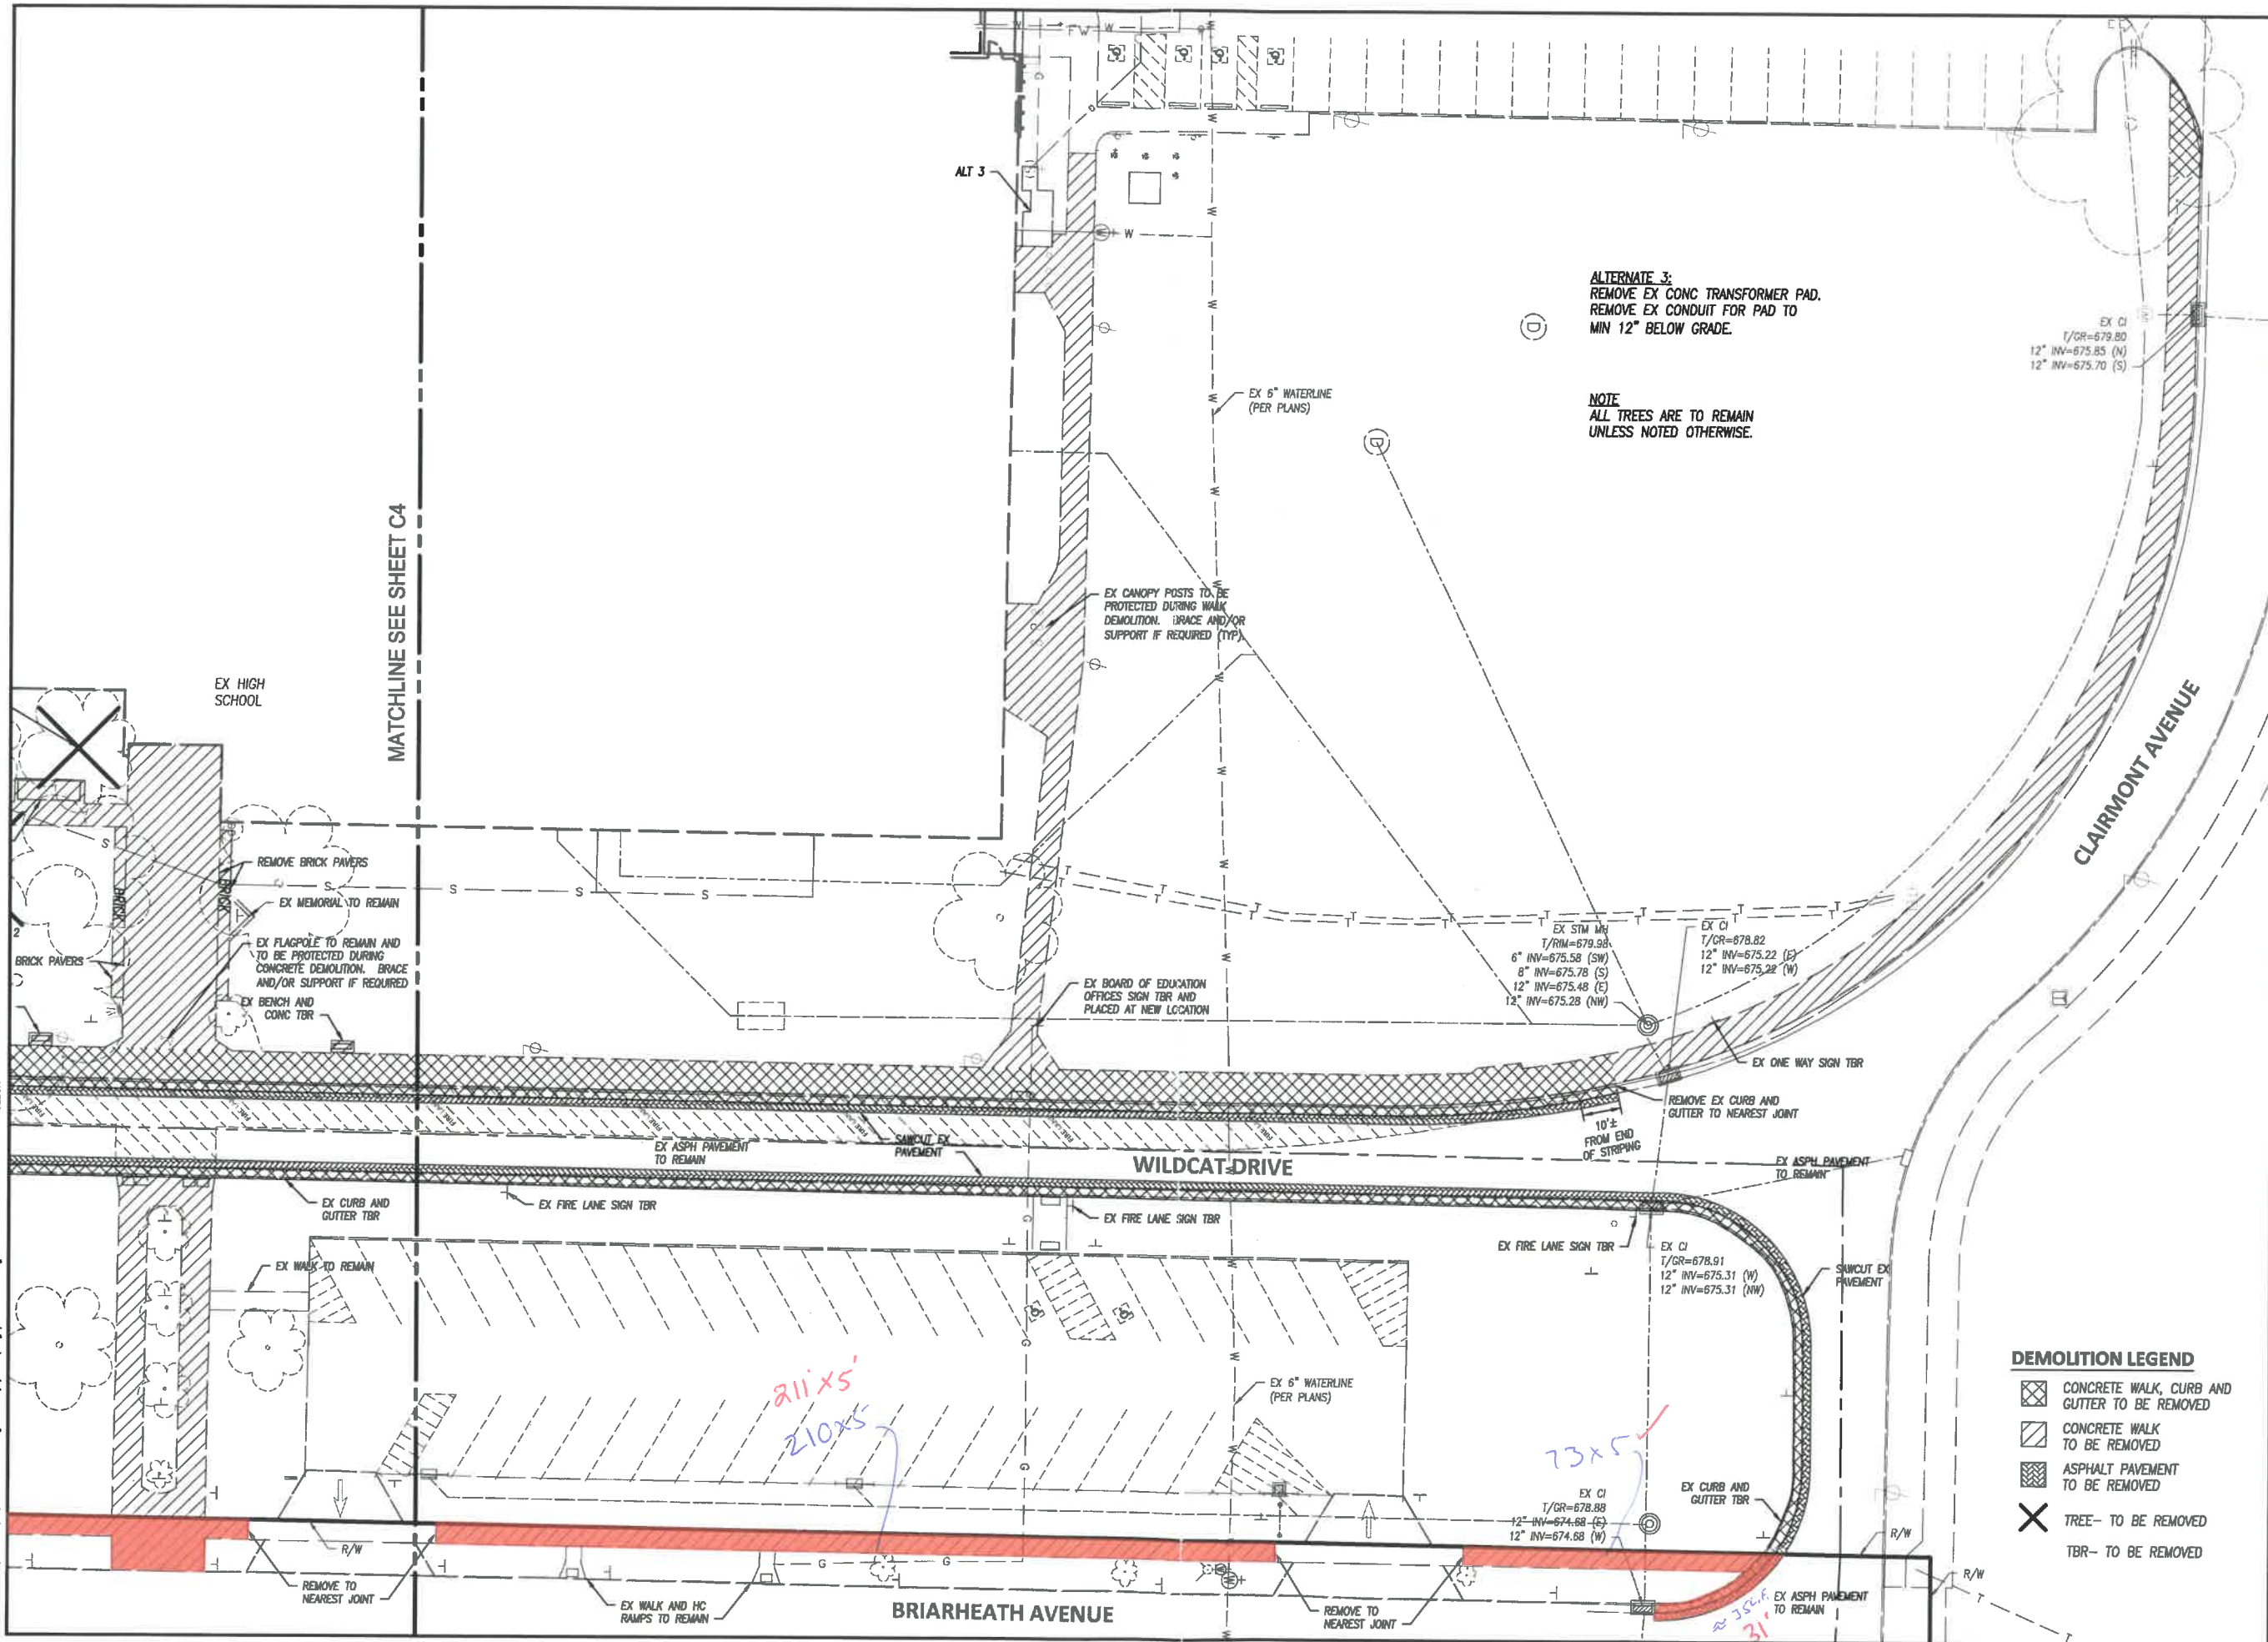 ALT 3
ALTERNATE 3:
REMOVE EX CONC TRANSFORMER PAD.
REMOVE EX CONDUIT FOR PAD TO
MIN 12" BELOW GRADE.
NOTE
ALL TREES ARE TO REMAIN
UNLESS NOTED OTHERWISE.
EX CI
T/GR=679.80
12" INV=675.85 (N)
12" INV=675.70 (S)
EX 6" WATERLINE
(PER PLANS)
MATCHLINE SEE SHEET C4
EX HIGH
SCHOOL
EX CANOPY POSTS TO BE
PROTECTED DURING WALK
DEMOLITION. BRACE AND/OR
SUPPORT IF REQUIRED (TYP).
CLAIRMONT AVENUE
REMOVE BRICK PAVERS
BRICK
BRICK
EX MEMORIAL TO REMAIN
2
BRICK PAVERS
EX FLAGPOLE TO REMAIN AND
TO BE PROTECTED DURING
CONCRETE DEMOLITION. BRACE
AND/OR SUPPORT IF REQUIRED
EX BENCH AND
CONC TBR
EX BOARD OF EDUCATION
OFFICES SIGN TBR AND
PLACED AT NEW LOCATION
EX STM MH
T/RIM=679.98
6" INV=675.58 (SW)
8" INV=675.78 (S)
12" INV=675.48 (E)
12" INV=675.28 (NW)
EX CI
T/GR=678.82
12" INV=675.22 (E)
12" INV=675.22 (W)
EX ONE WAY SIGN TBR
REMOVE EX CURB AND
GUTTER TO NEAREST JOINT
10'±
FROM END
OF STRIPING
SAWCUT EX
PAVEMENT
EX ASPH PAVEMENT
TO REMAIN
WILDCAT DRIVE
EX ASPH PAVEMENT
TO REMAIN
EX CURB AND
GUTTER TBR
EX FIRE LANE SIGN TBR
EX FIRE LANE SIGN TBR
EX FIRE LANE SIGN TBR
EX CI
T/GR=678.91
12" INV=675.31 (W)
12" INV=675.31 (NW)
SAWCUT EX
PAVEMENT
EX WALK TO REMAIN
211 x 5'
210x5'
EX 6" WATERLINE
(PER PLANS)
73x5'
EX CI
T/GR=678.88
12" INV=674.68 (E)
12" INV=674.68 (W)
EX CURB AND
GUTTER TBR
DEMOLITION LEGEND
CONCRETE WALK, CURB AND
GUTTER TO BE REMOVED
CONCRETE WALK
TO BE REMOVED
ASPHALT PAVEMENT
TO BE REMOVED
TREE- TO BE REMOVED
TBR- TO BE REMOVED
R/W
R/W
R/W
REMOVE TO
NEAREST JOINT
EX WALK AND HC
RAMPS TO REMAIN
BRIARHEATH AVENUE
REMOVE TO
NEAREST JOINT
≈ 35 L.F.
31'
EX ASPH PAVEMENT
TO REMAIN